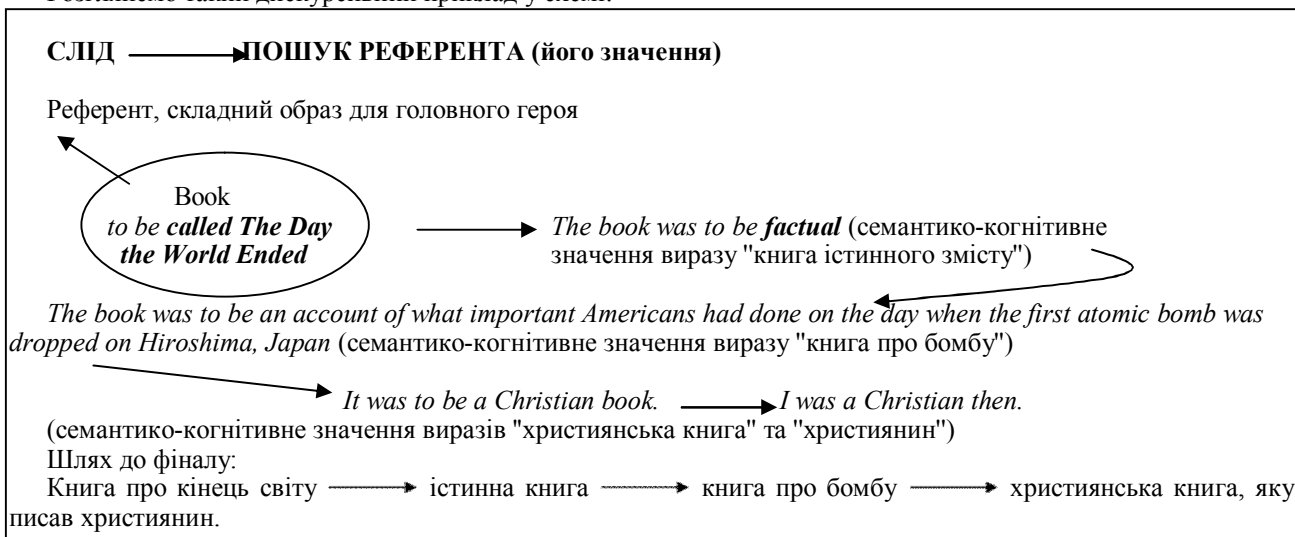 СЛІД ПОШУК РЕФЕРЕНТА (його значення)
Референт, складний образ для головного героя
Book
to be called The Day
the World Ended
The book was to be factual (семантико-когнітивне
значення виразу "книга істинного змісту")
The book was to be an account of what important Americans had done on the day when the first atomic bomb was
dropped on Hiroshima, Japan (семантико-когнітивне значення виразу "книга про бомбу")
It was to be a Christian book. I was a Christian then.
(семантико-когнітивне значення виразів "християнська книга" та "християнин")
Шлях до фіналу:
Книга про кінець світу істинна книга книга про бомбу християнська книга, яку
писав християнин.